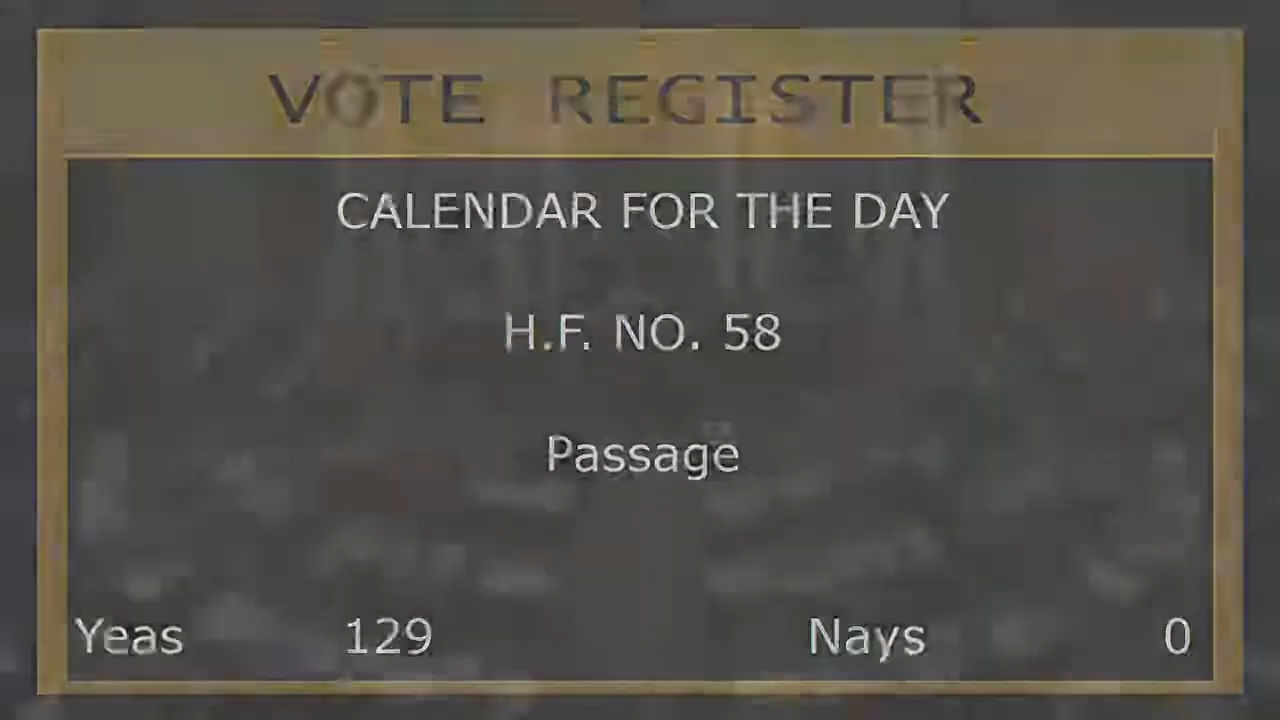 VOTE REGISTER
CALENDAR FOR THE DAY
H.F. NO. 58
Passage
Yeas 129 Nays 0